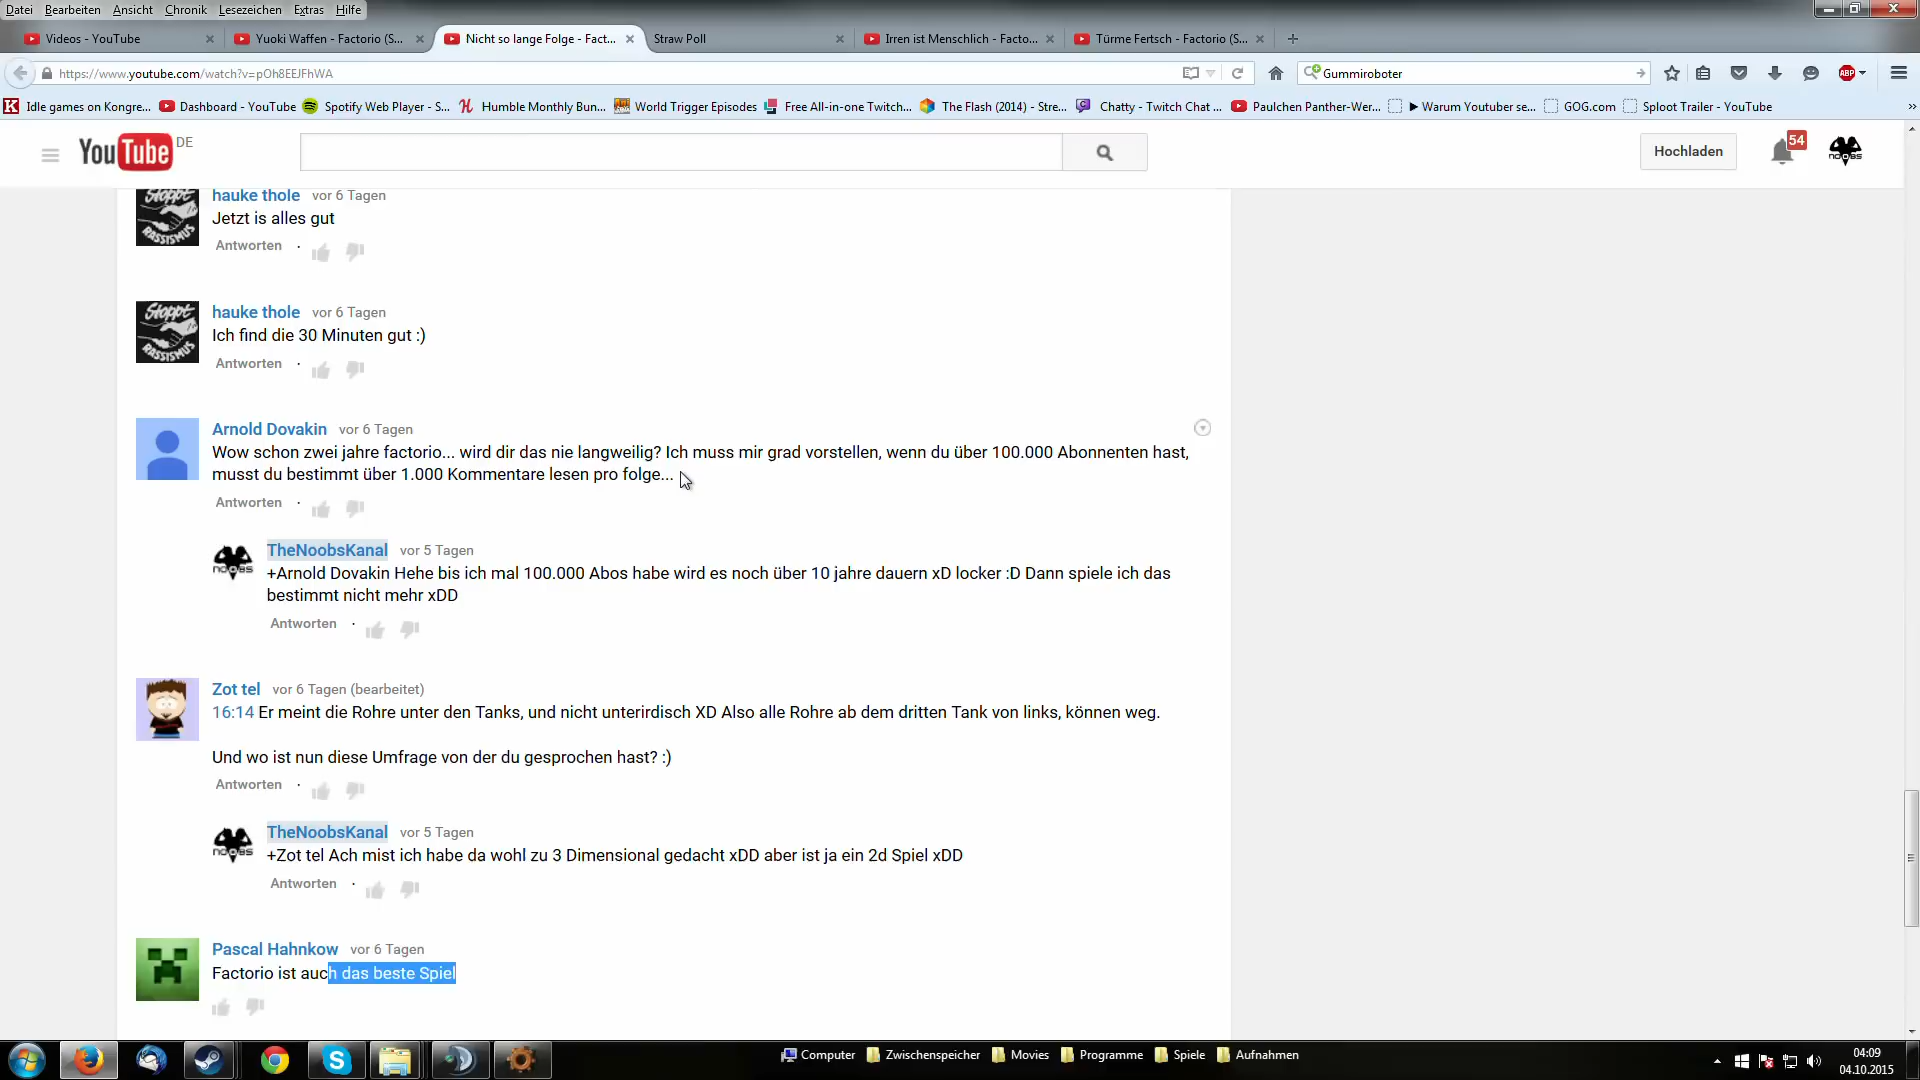 Datei Bearbeiten Ansicht Chronik Lesezeichen Extras Hilfe
Videos - YouTube
Yuoki Waffen - Factorio (S...
Nicht so lange Folge - Fact...
Straw Poll
Irren ist Menschlich - Facto...
Türme Fertsch - Factorio (S...
https://www.youtube.com/watch?v=pOh8EEJFhWA
Gummiroboter
ABP
Idle games on Kongre...
Dashboard - YouTube
Spotify Web Player - S...
Humble Monthly Bun...
World Trigger Episodes
Free All-in-one Twitch...
The Flash (2014) - Stre...
Chatty - Twitch Chat ...
Paulchen Panther-Wer...
Warum Youtuber se...
GOG.com
Sploot Trailer - YouTube
YouTube DE
Hochladen
54
NOOBS
STOPPT RASSISMUS
hauke thole vor 6 Tagen
Jetzt is alles gut
Antworten ·
STOPPT RASSISMUS
hauke thole vor 6 Tagen
Ich find die 30 Minuten gut :)
Antworten ·
Arnold Dovakin vor 6 Tagen
Wow schon zwei jahre factorio... wird dir das nie langweilig? Ich muss mir grad vorstellen, wenn du über 100.000 Abonnenten hast,
musst du bestimmt über 1.000 Kommentare lesen pro folge...
Antworten ·
NOOBS
TheNoobsKanal vor 5 Tagen
+Arnold Dovakin Hehe bis ich mal 100.000 Abos habe wird es noch über 10 jahre dauern xD locker :D Dann spiele ich das
bestimmt nicht mehr xDD
Antworten ·
Zot tel vor 6 Tagen (bearbeitet)
16:14 Er meint die Rohre unter den Tanks, und nicht unterirdisch XD Also alle Rohre ab dem dritten Tank von links, können weg.
Und wo ist nun diese Umfrage von der du gesprochen hast? :)
Antworten ·
NOOBS
TheNoobsKanal vor 5 Tagen
+Zot tel Ach mist ich habe da wohl zu 3 Dimensional gedacht xDD aber ist ja ein 2d Spiel xDD
Antworten ·
Pascal Hahnkow vor 6 Tagen
Factorio ist auch das beste Spiel
Computer Zwischenspeicher Movies Programme Spiele Aufnahmen
04:09
04.10.2015